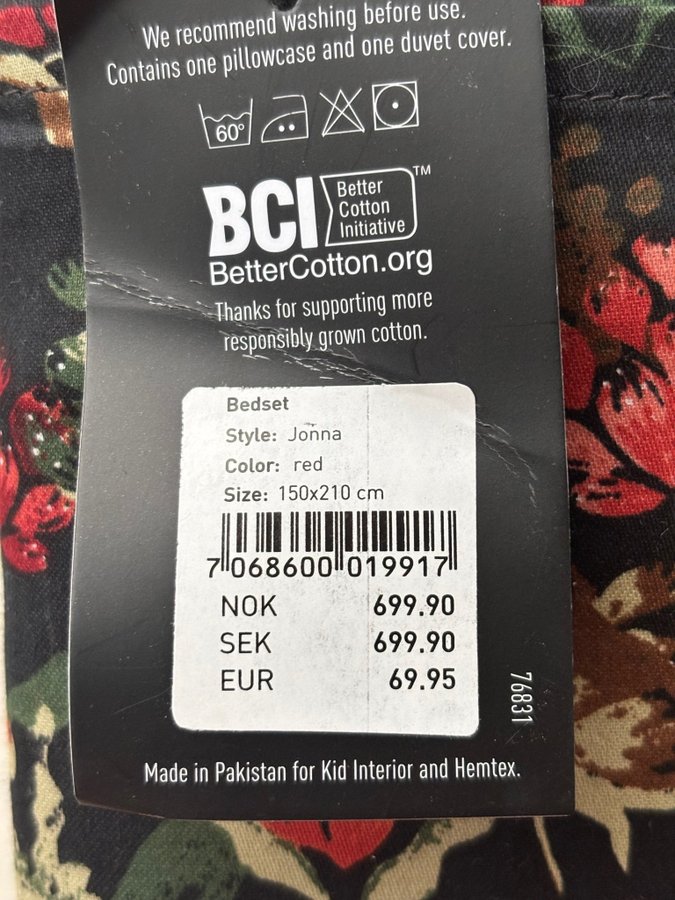 We recommend washing before use.
Contains one pillowcase and one duvet cover.
60°
BCI
Better
Cotton
Initiative
™
BetterCotton.org
Thanks for supporting more
responsibly grown cotton.
Bedset
Style: Jonna
Color: red
Size: 150x210 cm
7 068600 019917
NOK 699.90
SEK 699.90
EUR 69.95
76831
Made in Pakistan for Kid Interior and Hemtex.